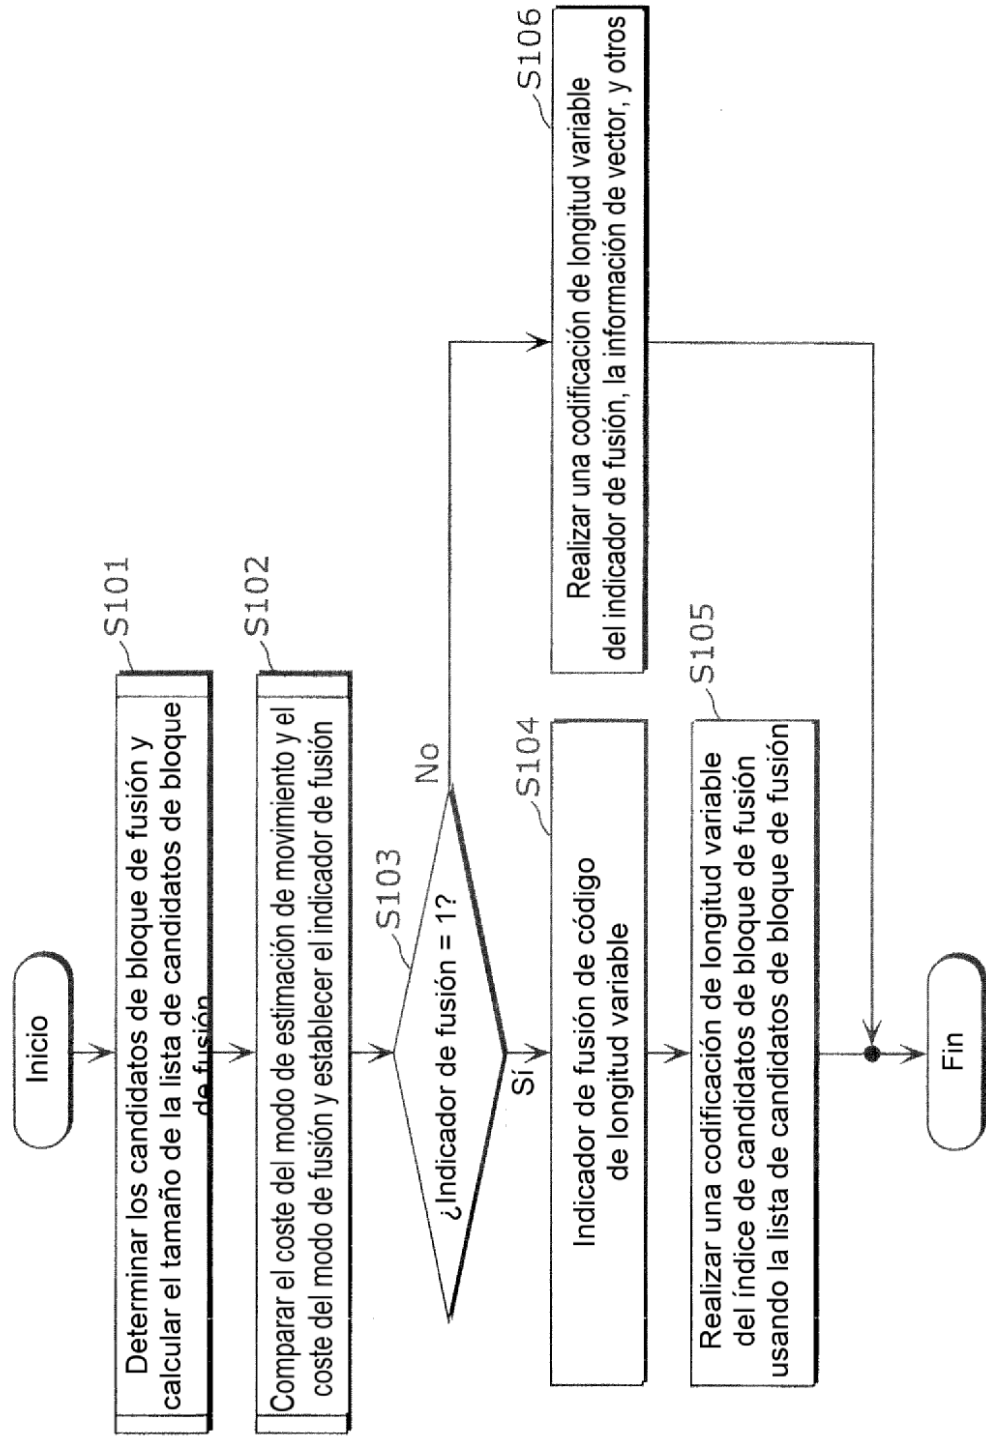 Inicio
S101
Determinar los candidatos de bloque de fusión y
calcular el tamaño de la lista de candidatos de bloque
de fusión
S102
Comparar el coste del modo de estimación de movimiento y el
coste del modo de fusión y establecer el indicador de fusión
S103
¿Indicador de fusión = 1?
No
Sí
S104
Indicador de fusión de código
de longitud variable
S105
Realizar una codificación de longitud variable
del índice de candidatos de bloque de fusión
usando la lista de candidatos de bloque de fusión
S106
Realizar una codificación de longitud variable
del indicador de fusión, la información de vector, y otros
Fin